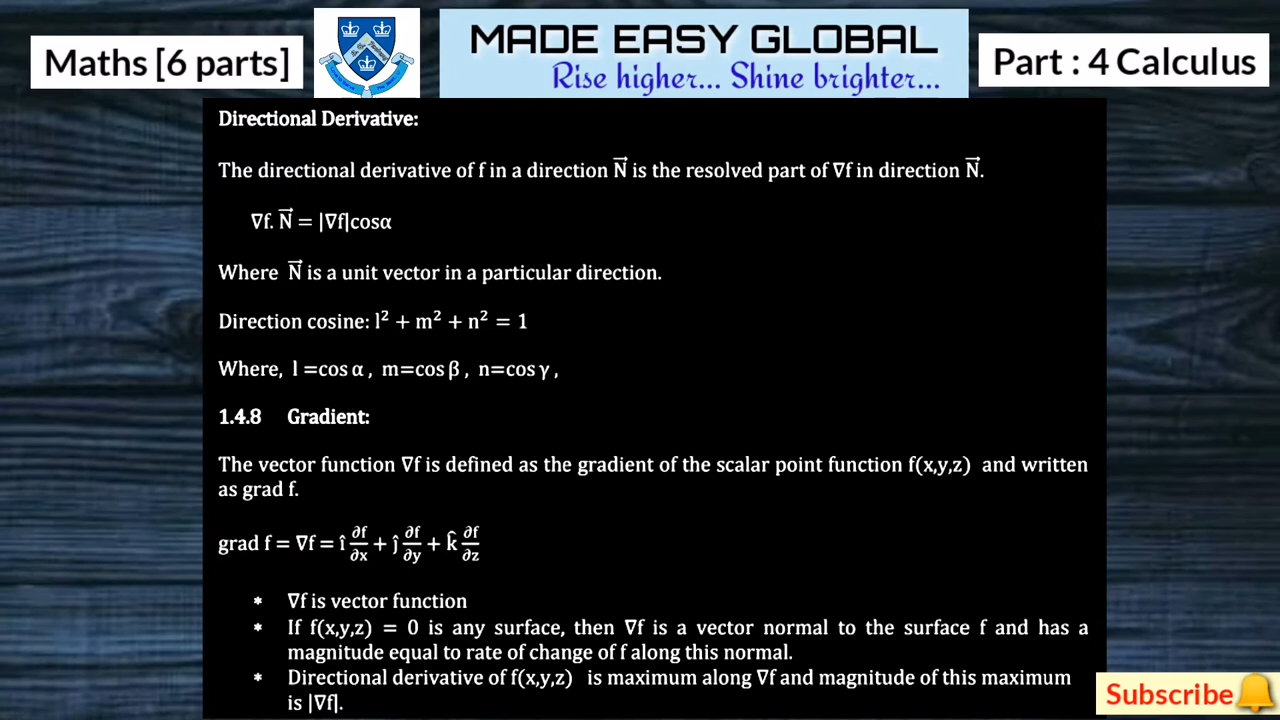 Maths [6 parts]
MADE EASY GLOBAL
Rise higher... Shine brighter...
Part : 4 Calculus
Directional Derivative:
The directional derivative of f in a direction N⃗ is the resolved part of ∇f in direction N⃗.
∇f. N⃗ = |∇f|cosα
Where N⃗ is a unit vector in a particular direction.
Direction cosine: l² + m² + n² = 1
Where, l =cos α , m=cos β , n=cos γ ,
1.4.8 Gradient:
The vector function ∇f is defined as the gradient of the scalar point function f(x,y,z) and written
as grad f.
grad f = ∇f = î ∂f/∂x + ĵ ∂f/∂y + k̂ ∂f/∂z
* ∇f is vector function
* If f(x,y,z) = 0 is any surface, then ∇f is a vector normal to the surface f and has a
magnitude equal to rate of change of f along this normal.
* Directional derivative of f(x,y,z) is maximum along ∇f and magnitude of this maximum
is |∇f|.
Subscribe